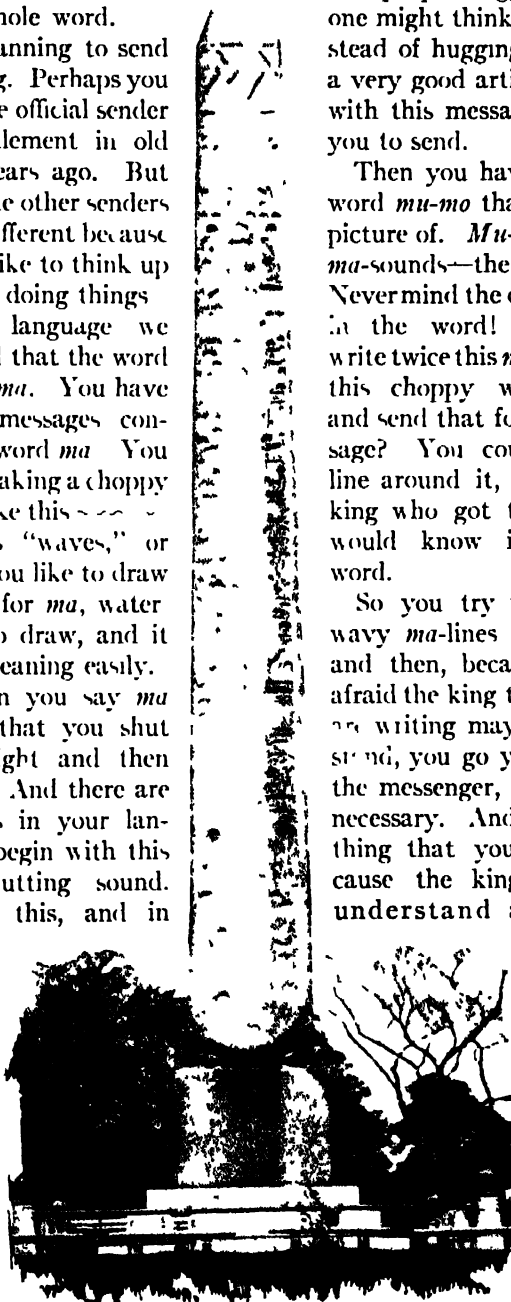 whole word.
anning to send
g. Perhaps you
e official sender
lement in old
ears ago. But
e other senders
fferent because
ike to think up
doing things
language we
d that the word
ma. You have
messages con-
word ma You
aking a choppy
ke this
"waves," or
ou like to draw
for ma, water
o draw, and it
eaning easily.
n you say ma
that you shut
ght and then
And there are
s in your lan-
begin with this
utting sound.
this, and in
one might think
stead of hugging
a very good arti
with this messa
you to send.
Then you hav
word mu-mo tha
picture of. Mu-
ma-sounds—the
Never mind the
in the word!
write twice this
this choppy w
and send that fo
sage? You cou
line around it,
king who got t
would know i
word.
So you try
wavy ma-lines
and then, beca
afraid the king t
are writing may
stand, you go y
the messenger,
necessary. And
thing that you
cause the king
understand